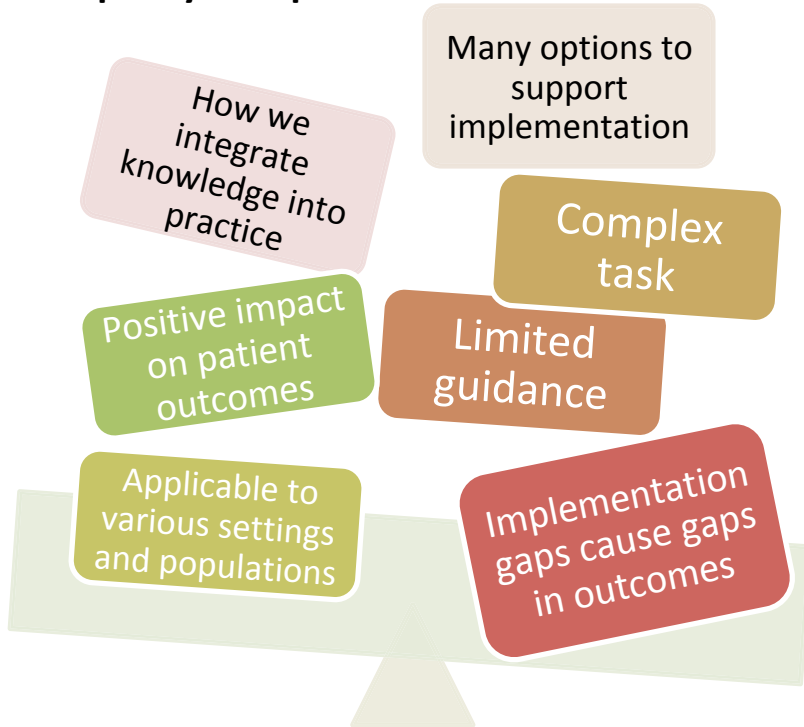 Many options to
support
implementation
How we
integrate
knowledge into
practice
Complex
task
Positive impact
on patient
outcomes
Limited
guidance
Applicable to
various settings
and populations
Implementation
gaps cause gaps
in outcomes